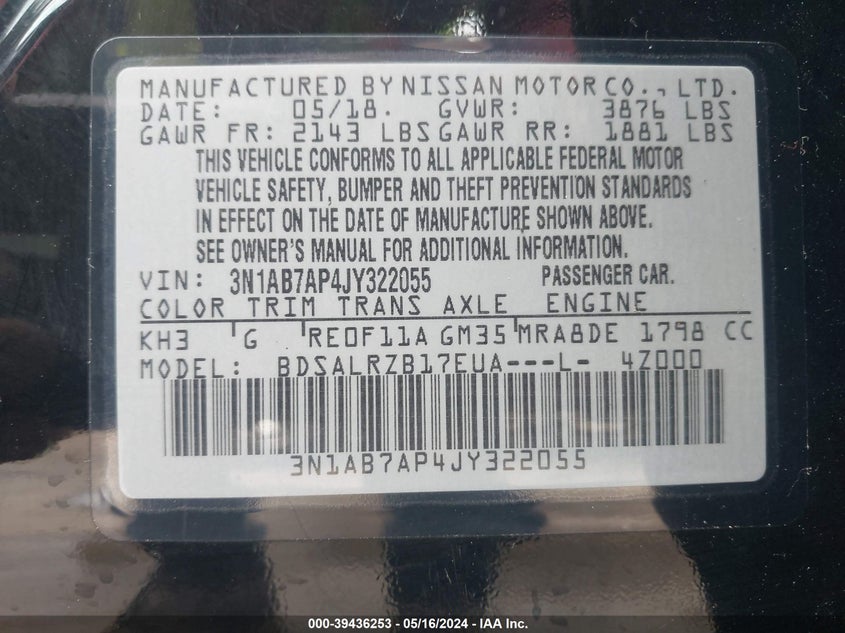 MANUFACTURED BY NISSAN MOTOR CO., LTD.
DATE: 05/18. GVWR: 3876 LBS
GAWR FR: 2143 LBS GAWR RR: 1881 LBS
THIS VEHICLE CONFORMS TO ALL APPLICABLE FEDERAL MOTOR
VEHICLE SAFETY, BUMPER AND THEFT PREVENTION STANDARDS
IN EFFECT ON THE DATE OF MANUFACTURE SHOWN ABOVE.
SEE OWNER'S MANUAL FOR ADDITIONAL INFORMATION.
VIN: 3N1AB7AP4JY322055 PASSENGER CAR.
COLOR TRIM TRANS AXLE ENGINE
KH3 G RE0F11A GM35 MRA8DE 1798 CC
MODEL: BDSALRZB17EUA---L- 4Z000
3N1AB7AP4JY322055
000-39436253 - 05/16/2024 - IAA Inc.